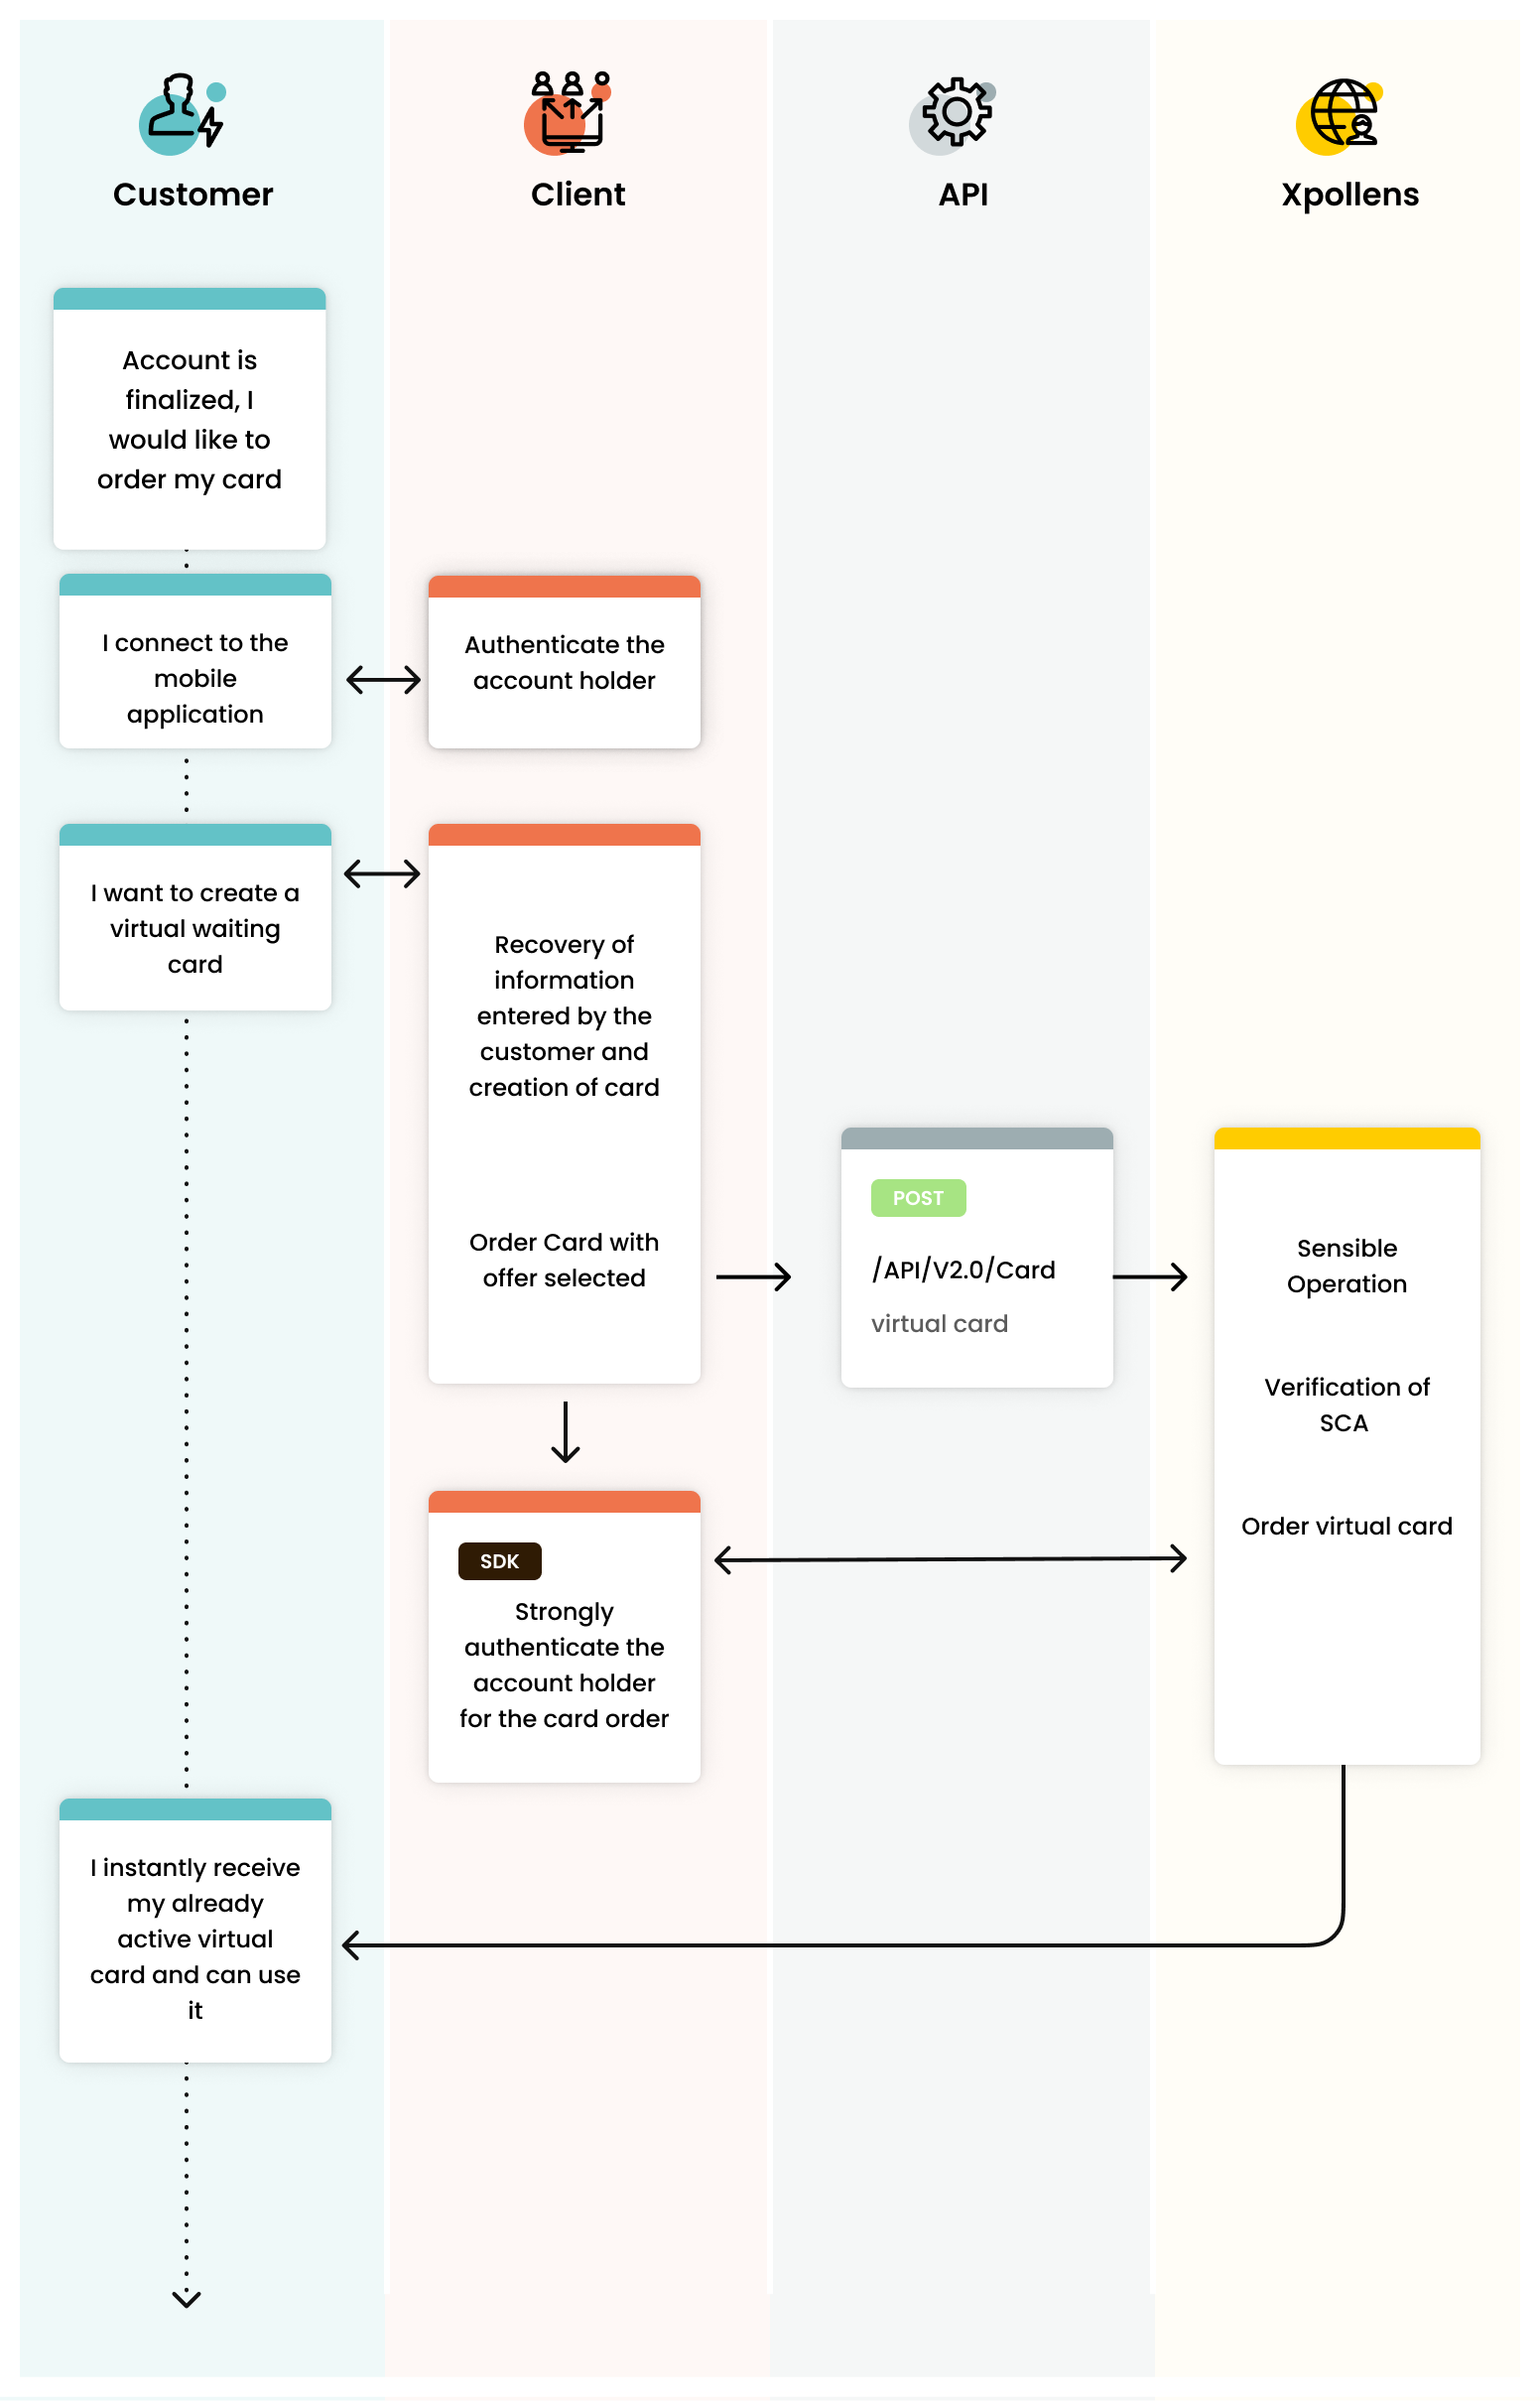 Customer
Client
API
Xpollens
Account is
finalized, I
would like to
order my card
I connect to the
mobile
application
Authenticate the
account holder
I want to create a
virtual waiting
card
Recovery of
information
entered by the
customer and
creation of card
Order Card with
offer selected
POST
/API/V2.0/Card
virtual card
Sensible
Operation
Verification of
SCA
Order virtual card
SDK
Strongly
authenticate the
account holder
for the card order
I instantly receive
my already
active virtual
card and can use
it